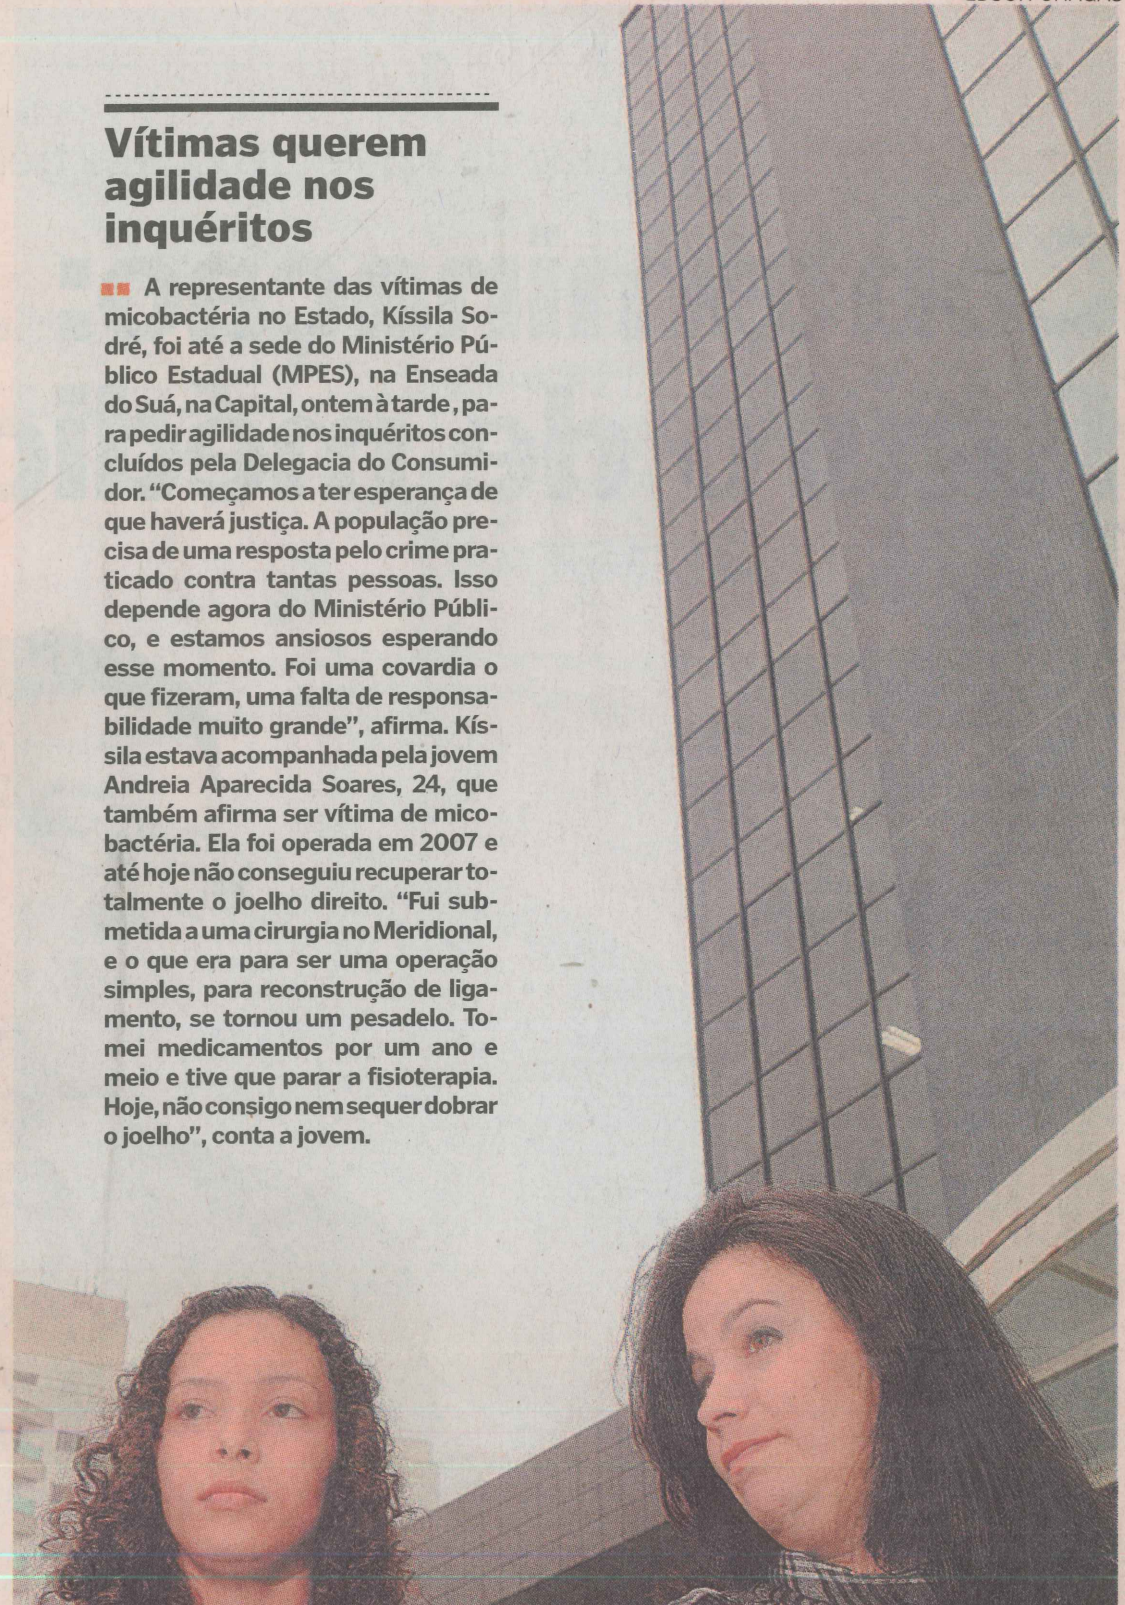 Vítimas querem
agilidade nos
inquéritos
A representante das vítimas de
micobactéria no Estado, Kíssila So-
dré, foi até a sede do Ministério Pú-
blico Estadual (MPES), na Enseada
do Suá, na Capital, ontem à tarde, pa-
ra pedir agilidade nos inquéritos con-
cluídos pela Delegacia do Consumi-
dor. “Começamos a ter esperança de
que haverá justiça. A população pre-
cisa de uma resposta pelo crime pra-
ticado contra tantas pessoas. Isso
depende agora do Ministério Públi-
co, e estamos ansiosos esperando
esse momento. Foi uma covardia o
que fizeram, uma falta de responsa-
bilidade muito grande”, afirma. Kís-
sila estava acompanhada pela jovem
Andreia Aparecida Soares, 24, que
também afirma ser vítima de mico-
bactéria. Ela foi operada em 2007 e
até hoje não conseguiu recuperar to-
talmente o joelho direito. “Fui sub-
metida a uma cirurgia no Meridional,
e o que era para ser uma operação
simples, para reconstrução de liga-
mento, se tornou um pesadelo. To-
mei medicamentos por um ano e
meio e tive que parar a fisioterapia.
Hoje, não consigo nem sequer dobrar
o joelho”, conta a jovem.